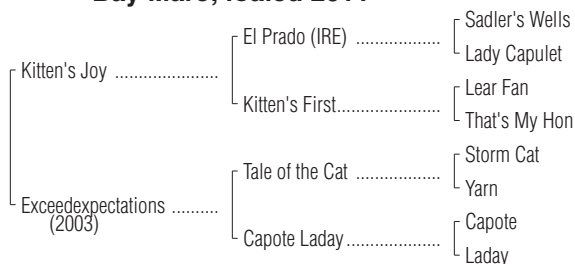 Bay Mare; foaled
Sadler's Wells
El Prado (IRE) ...................
Lady Capulet
Kitten's Joy .......................
Lear Fan
Kitten's First.......................
That's My Hon
Storm Cat
Tale of the Cat ..................
Yarn
Exceedexpectations ..........
(2003)
Capote
Capote Laday.....................
Laday